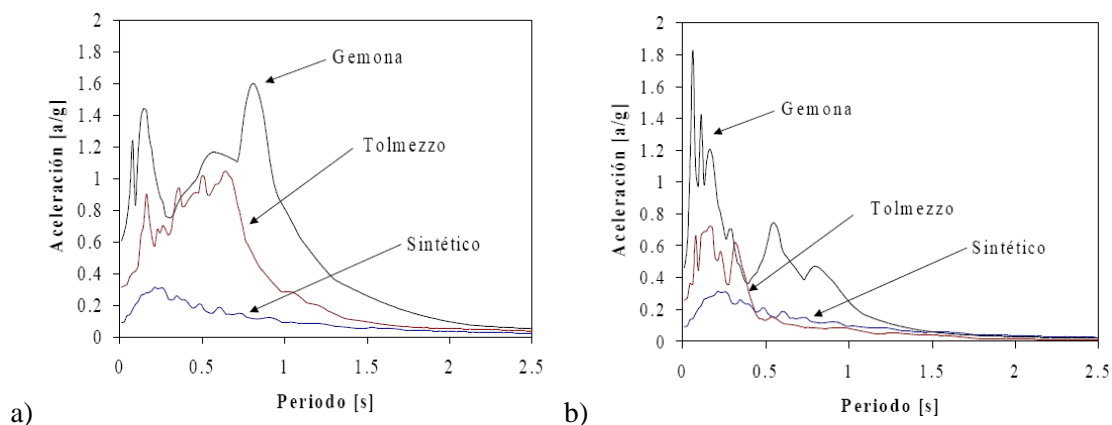 2
1.8
1.6
1.4
1.2
1
0.8
0.6
0.4
0.2
0
Aceleración [a/g]
Gemona
Tolmezzo
Sintético
0 0.5 1 1.5 2 2.5
Periodo [s]
a)
2
1.8
1.6
1.4
1.2
1
0.8
0.6
0.4
0.2
0
Aceleración [a/g]
Gemona
Tolmezzo
Sintético
0 0.5 1 1.5 2 2.5
Periodo [s]
b)